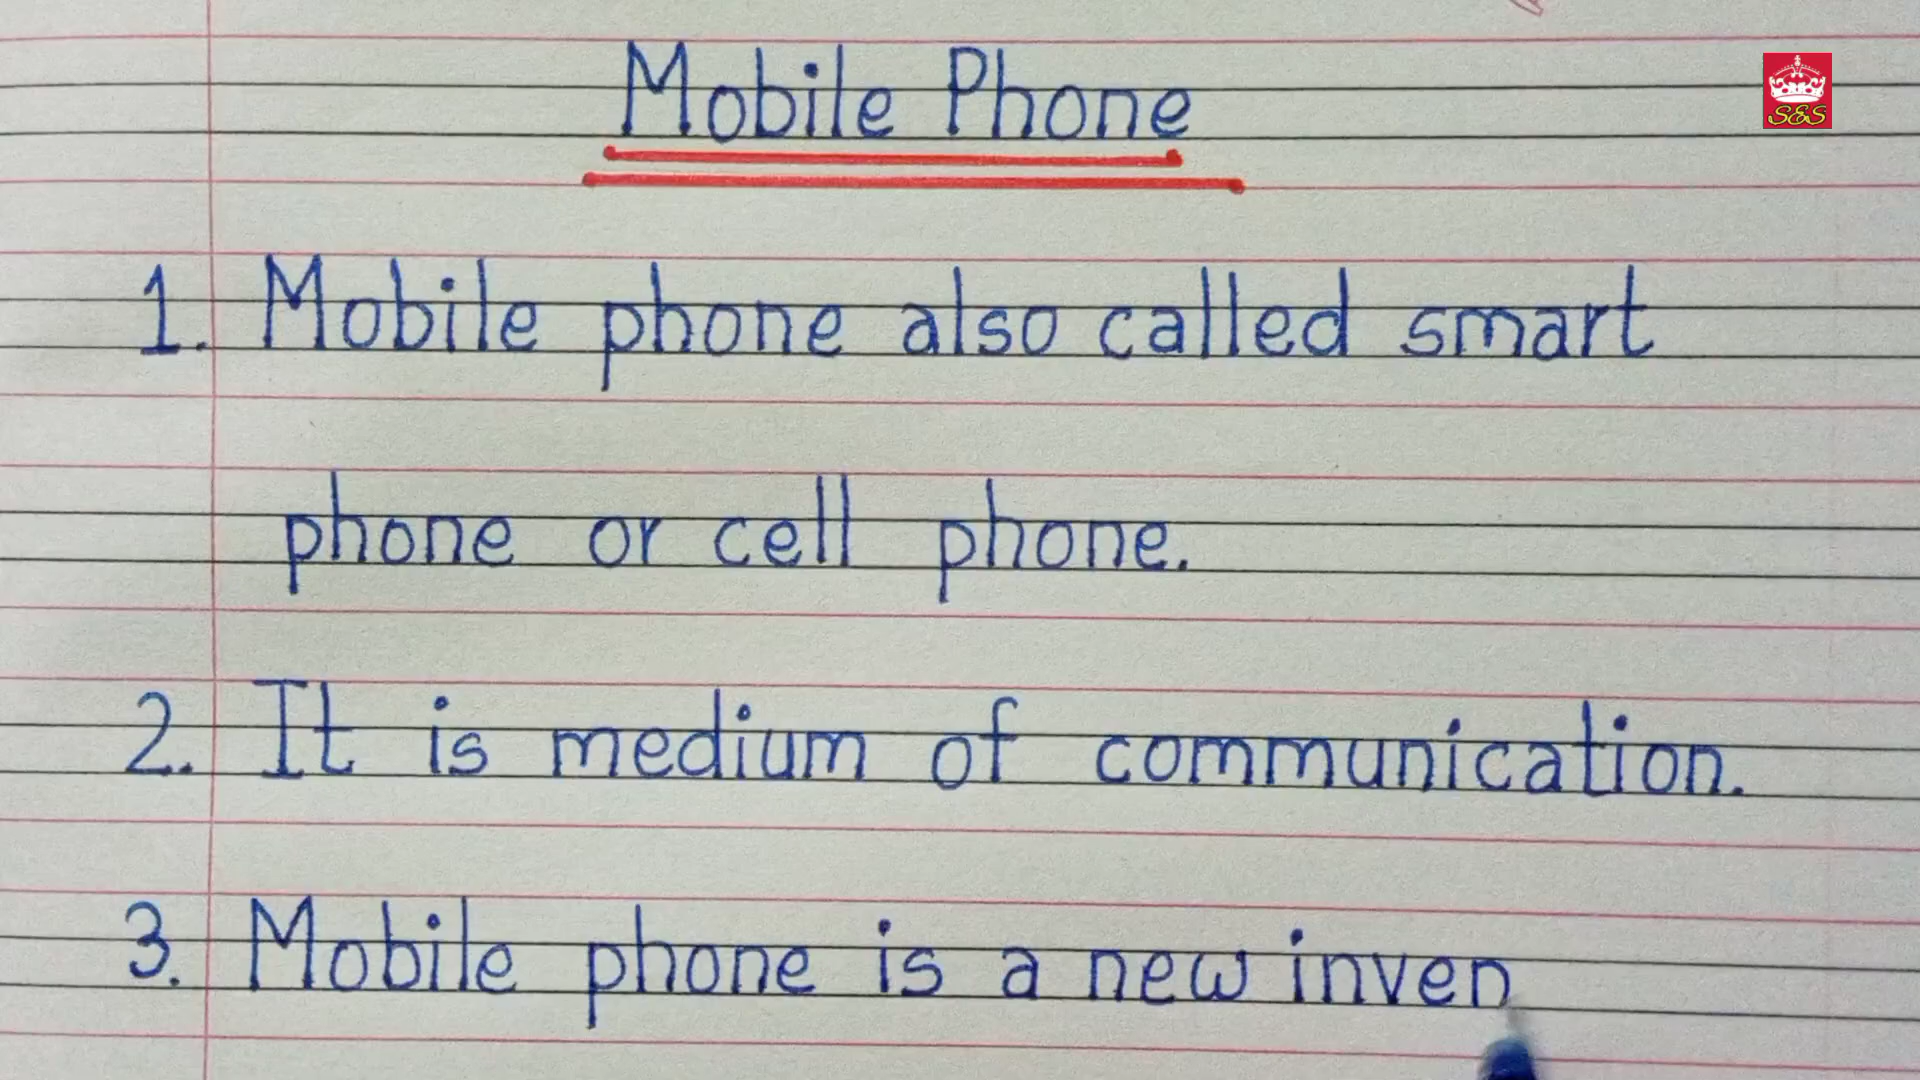 Mobile Phone
S&S
1. Mobile phone also called smart
phone or cell phone.
2. It is medium of communication.
3. Mobile phone is a new inven